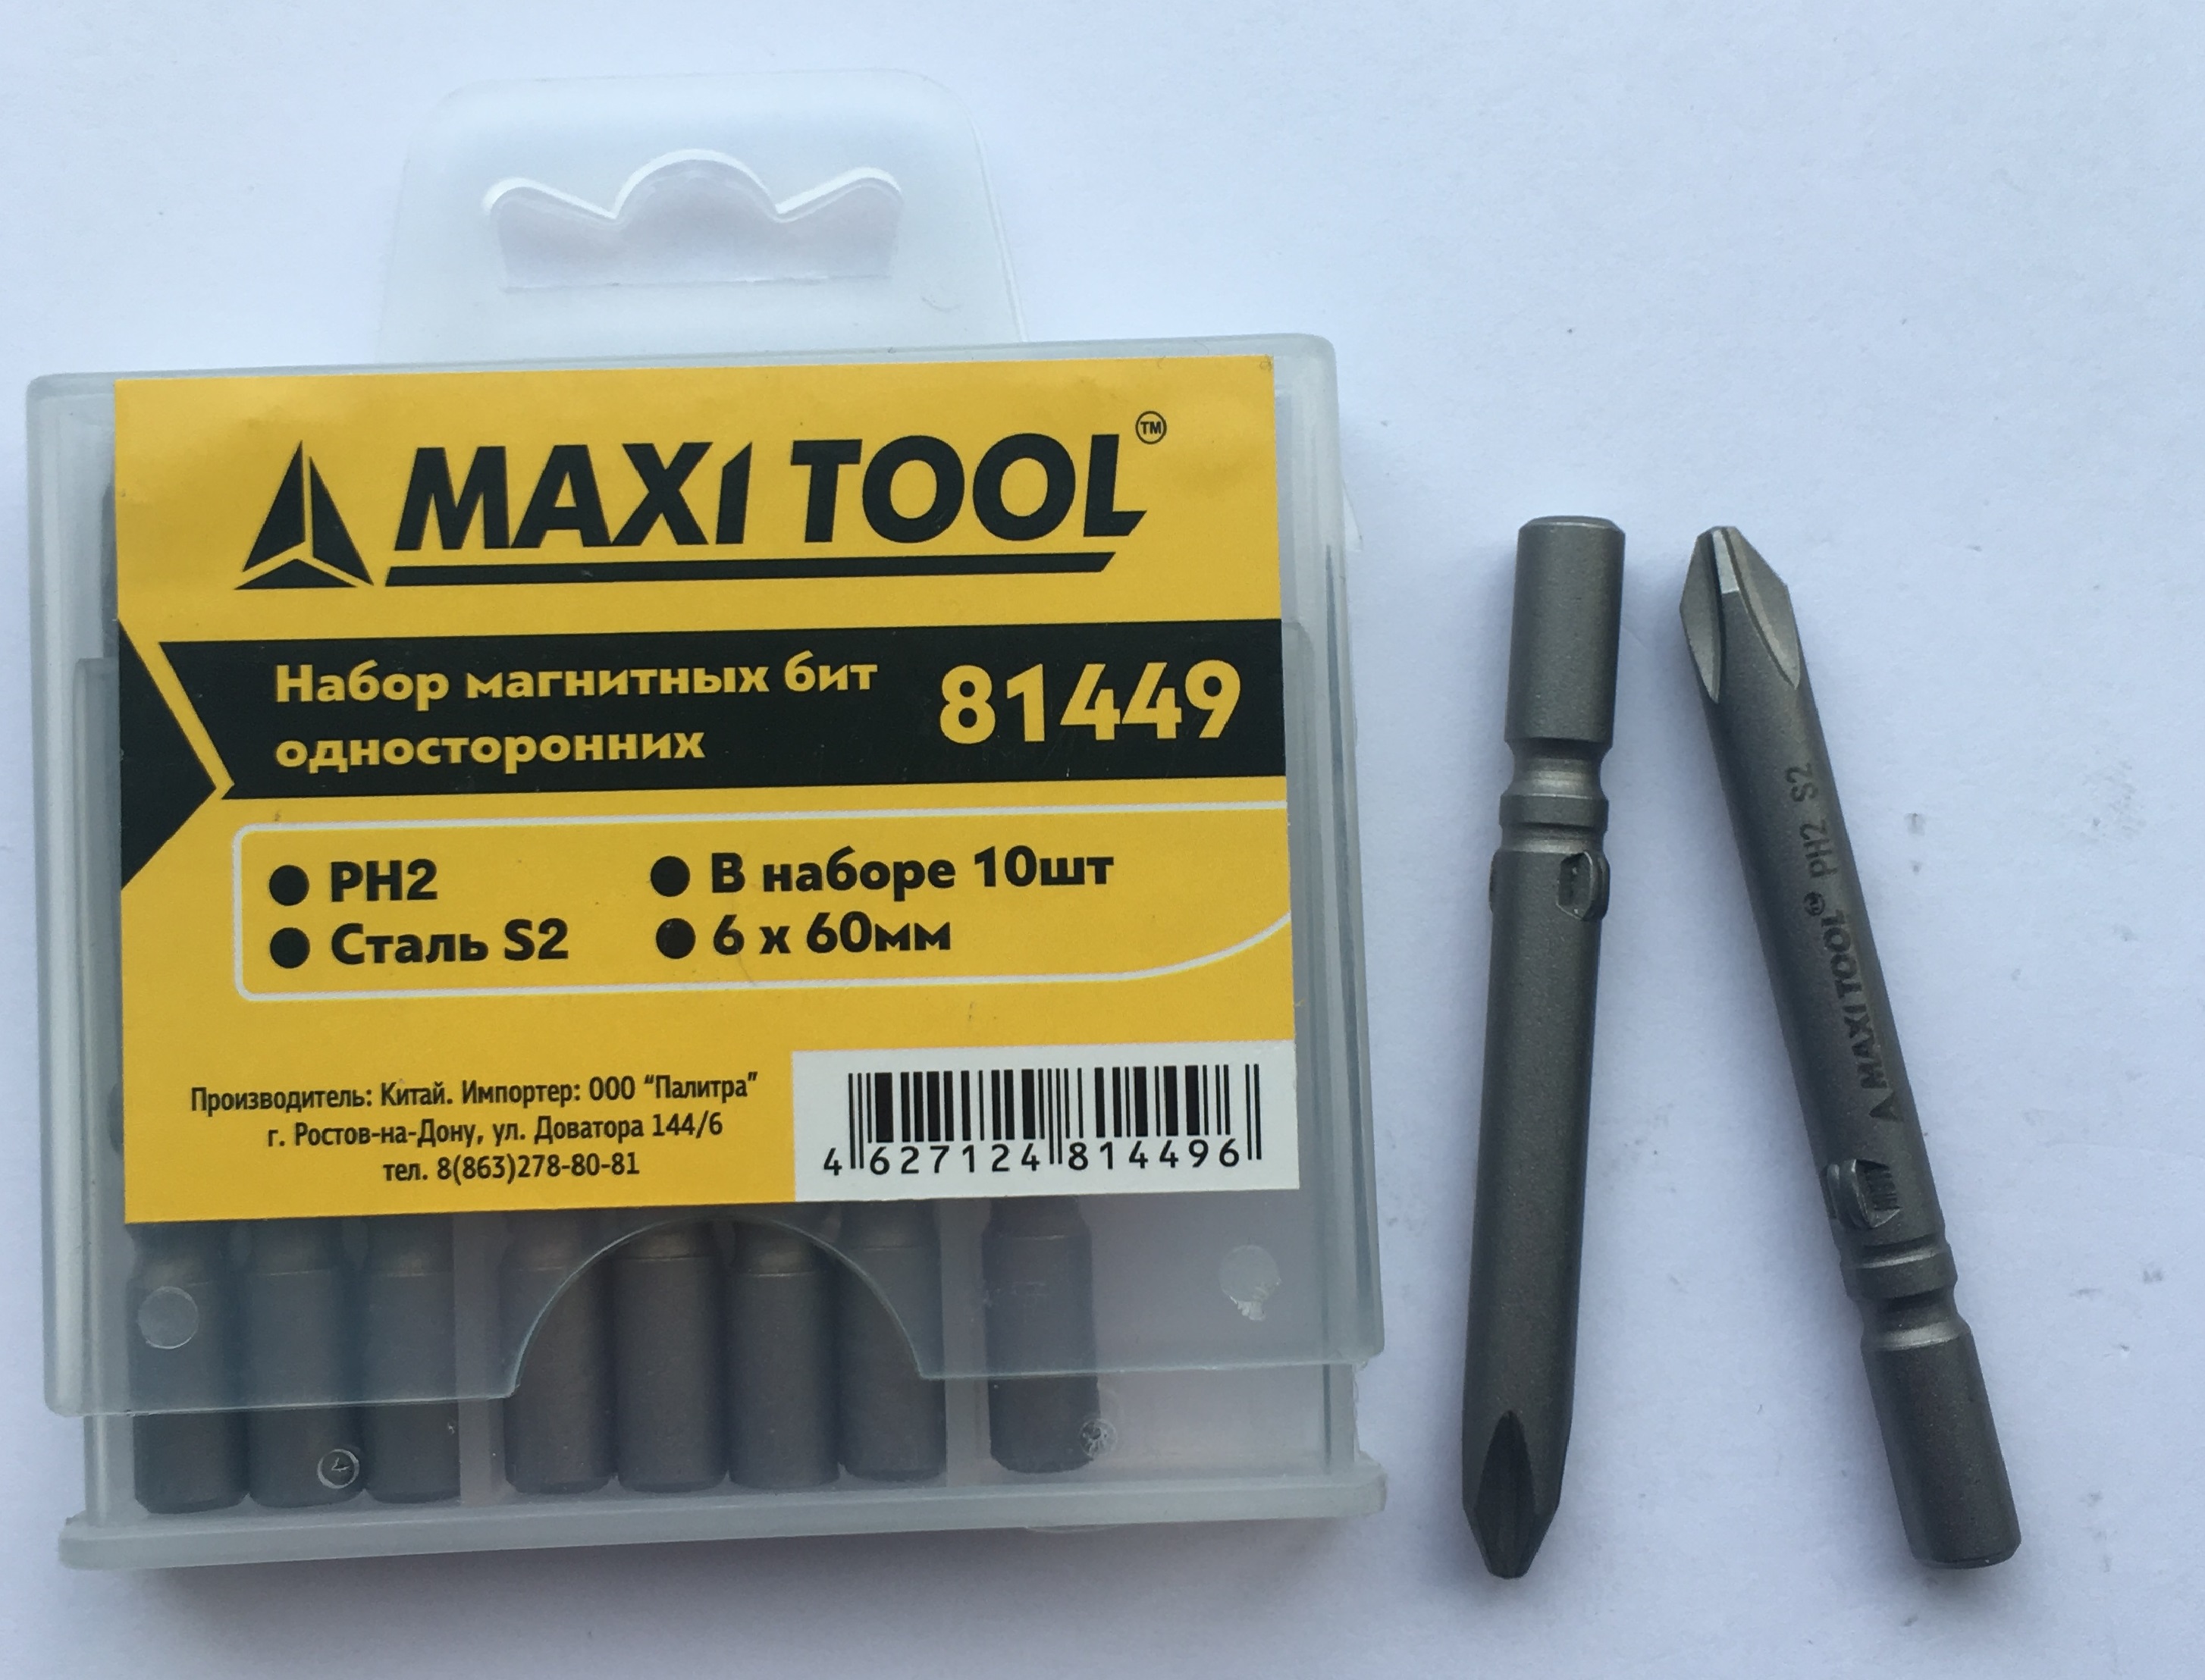 MAXI TOOL™
Набор магнитных бит
односторонних
81449
PH2
Сталь S2
В наборе 10шт
6 x 60мм
Производитель: Китай. Импортер: ООО “Палитра”
г. Ростов-на-Дону, ул. Доватора 144/6
тел. 8(863)278-80-81
4 627124 814496
MAXI TOOL® PH2 S2